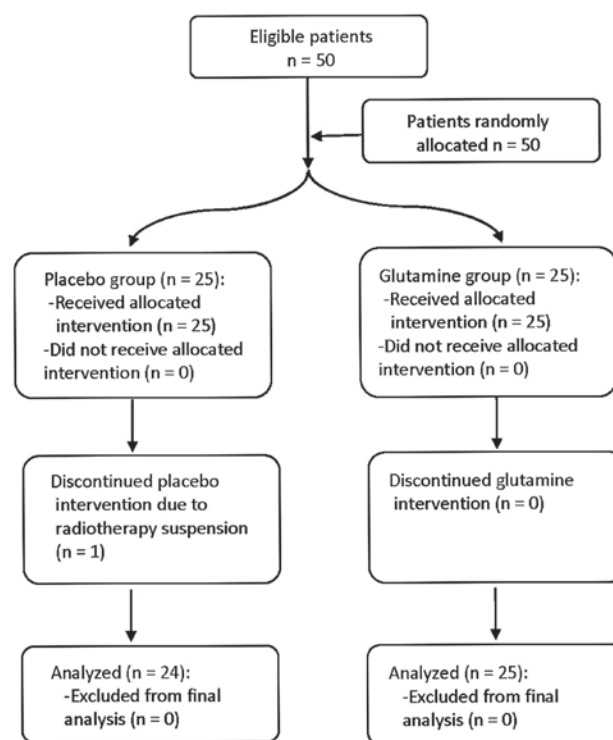 Eligible patients
n = 50
Patients randomly
allocated n = 50
Placebo group (n = 25):
-Received allocated
intervention (n = 25)
-Did not receive allocated
intervention (n = 0)
Glutamine group (n = 25):
-Received allocated
intervention (n = 25)
-Did not receive allocated
intervention (n = 0)
Discontinued placebo
intervention due to
radiotherapy suspension
(n = 1)
Discontinued glutamine
intervention (n = 0)
Analyzed (n = 24):
-Excluded from final
analysis (n = 0)
Analyzed (n = 25):
-Excluded from final
analysis (n = 0)